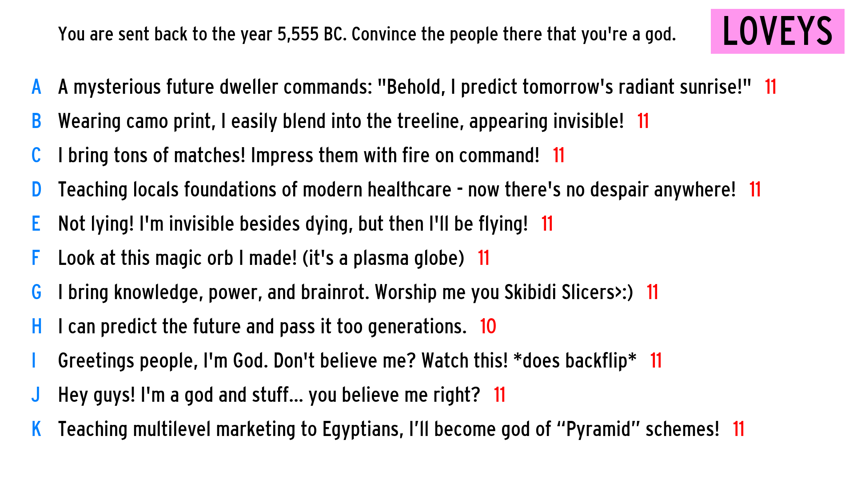 You are sent back to the year 5,555 BC. Convince the people there that you're a god.
LOVEYS
A A mysterious future dweller commands: "Behold, I predict tomorrow's radiant sunrise!" 11
B Wearing camo print, I easily blend into the treeline, appearing invisible! 11
C I bring tons of matches! Impress them with fire on command! 11
D Teaching locals foundations of modern healthcare - now there's no despair anywhere! 11
E Not lying! I'm invisible besides dying, but then I'll be flying! 11
F Look at this magic orb I made! (it's a plasma globe) 11
G I bring knowledge, power, and brainrot. Worship me you Skibidi Slicers>:) 11
H I can predict the future and pass it too generations. 10
I Greetings people, I'm God. Don't believe me? Watch this! *does backflip* 11
J Hey guys! I'm a god and stuff... you believe me right? 11
K Teaching multilevel marketing to Egyptians, I’ll become god of “Pyramid” schemes! 11